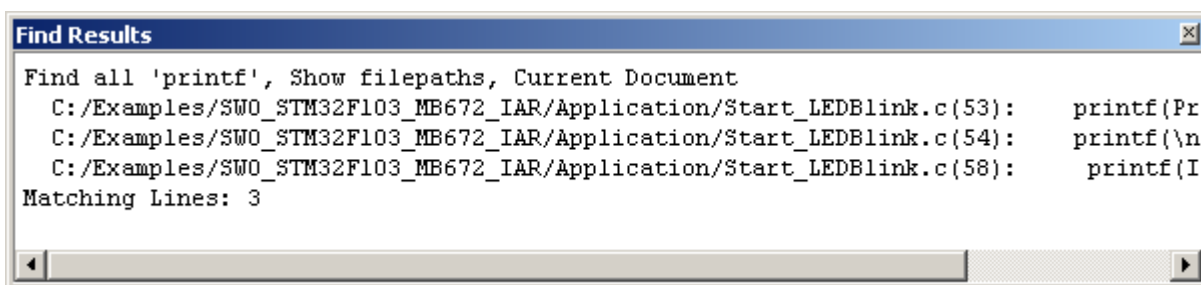 Find Results
Find all 'printf', Show filepaths, Current Document
C:/Examples/SWO_STM32F103_MB672_IAR/Application/Start_LEDBlink.c(53):    printf(Pr
C:/Examples/SWO_STM32F103_MB672_IAR/Application/Start_LEDBlink.c(54):    printf(\n
C:/Examples/SWO_STM32F103_MB672_IAR/Application/Start_LEDBlink.c(58):     printf(I
Matching Lines: 3